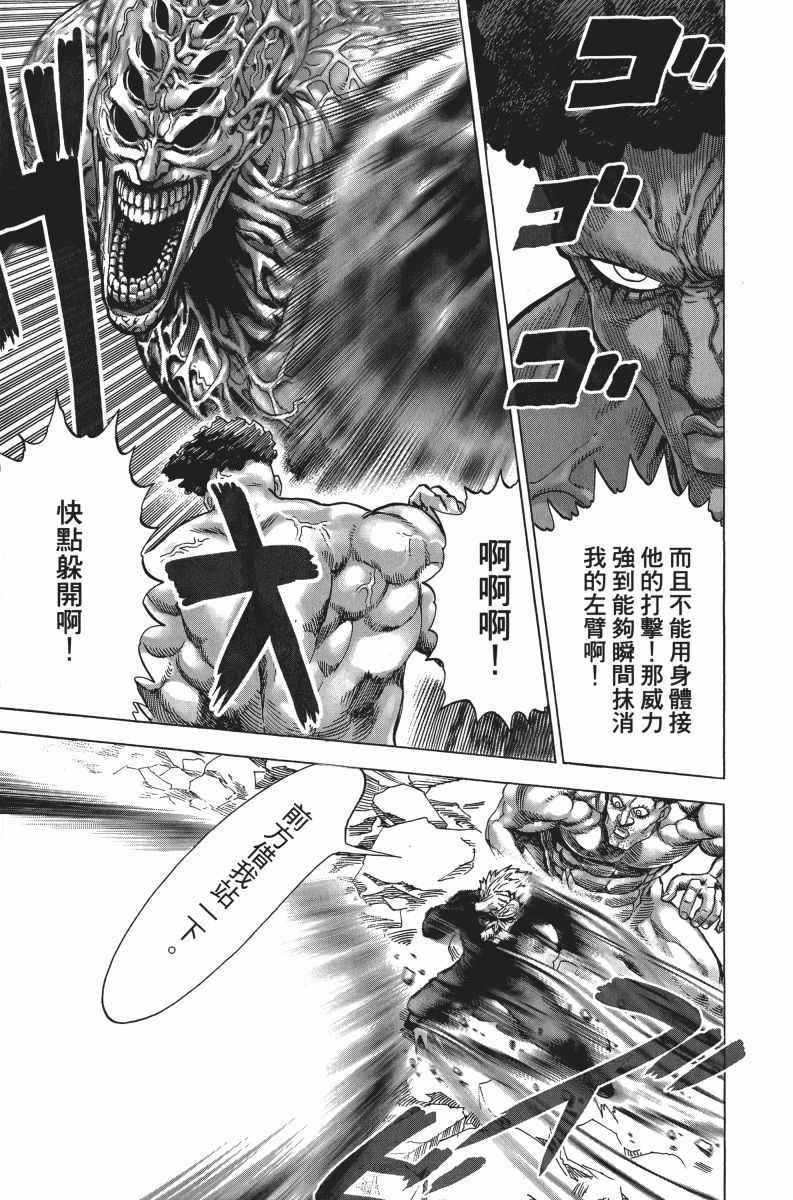 ゴ
ゴ
ゴ
而且不能用身體接
他的打擊！那威力
強到能夠瞬間抹消
我的左臂啊！
啊啊啊！
快點躲開啊！
前方借我站一下。